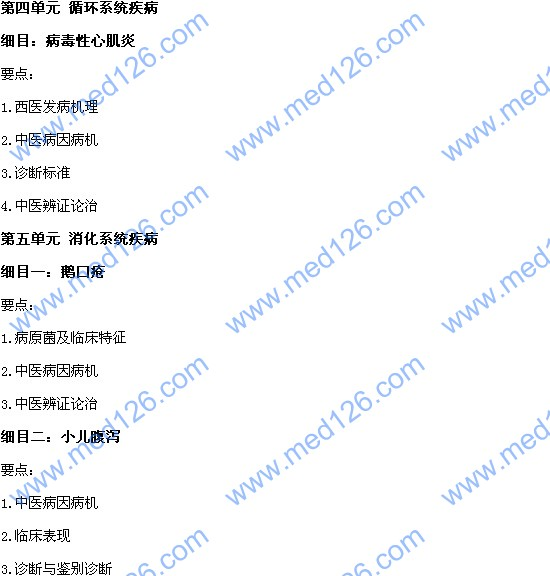 第四单元 循环系统疾病
细目：病毒性心肌炎
要点：
1.西医发病机理
2.中医病因病机
3.诊断标准
4.中医辨证论治
第五单元 消化系统疾病
细目一：鹅口疮
要点：
1.病原菌及临床特征
2.中医病因病机
3.中医辨证论治
细目二：小儿腹泻
要点：
1.中医病因病机
2.临床表现
3.诊断与鉴别诊断
www.med126.com